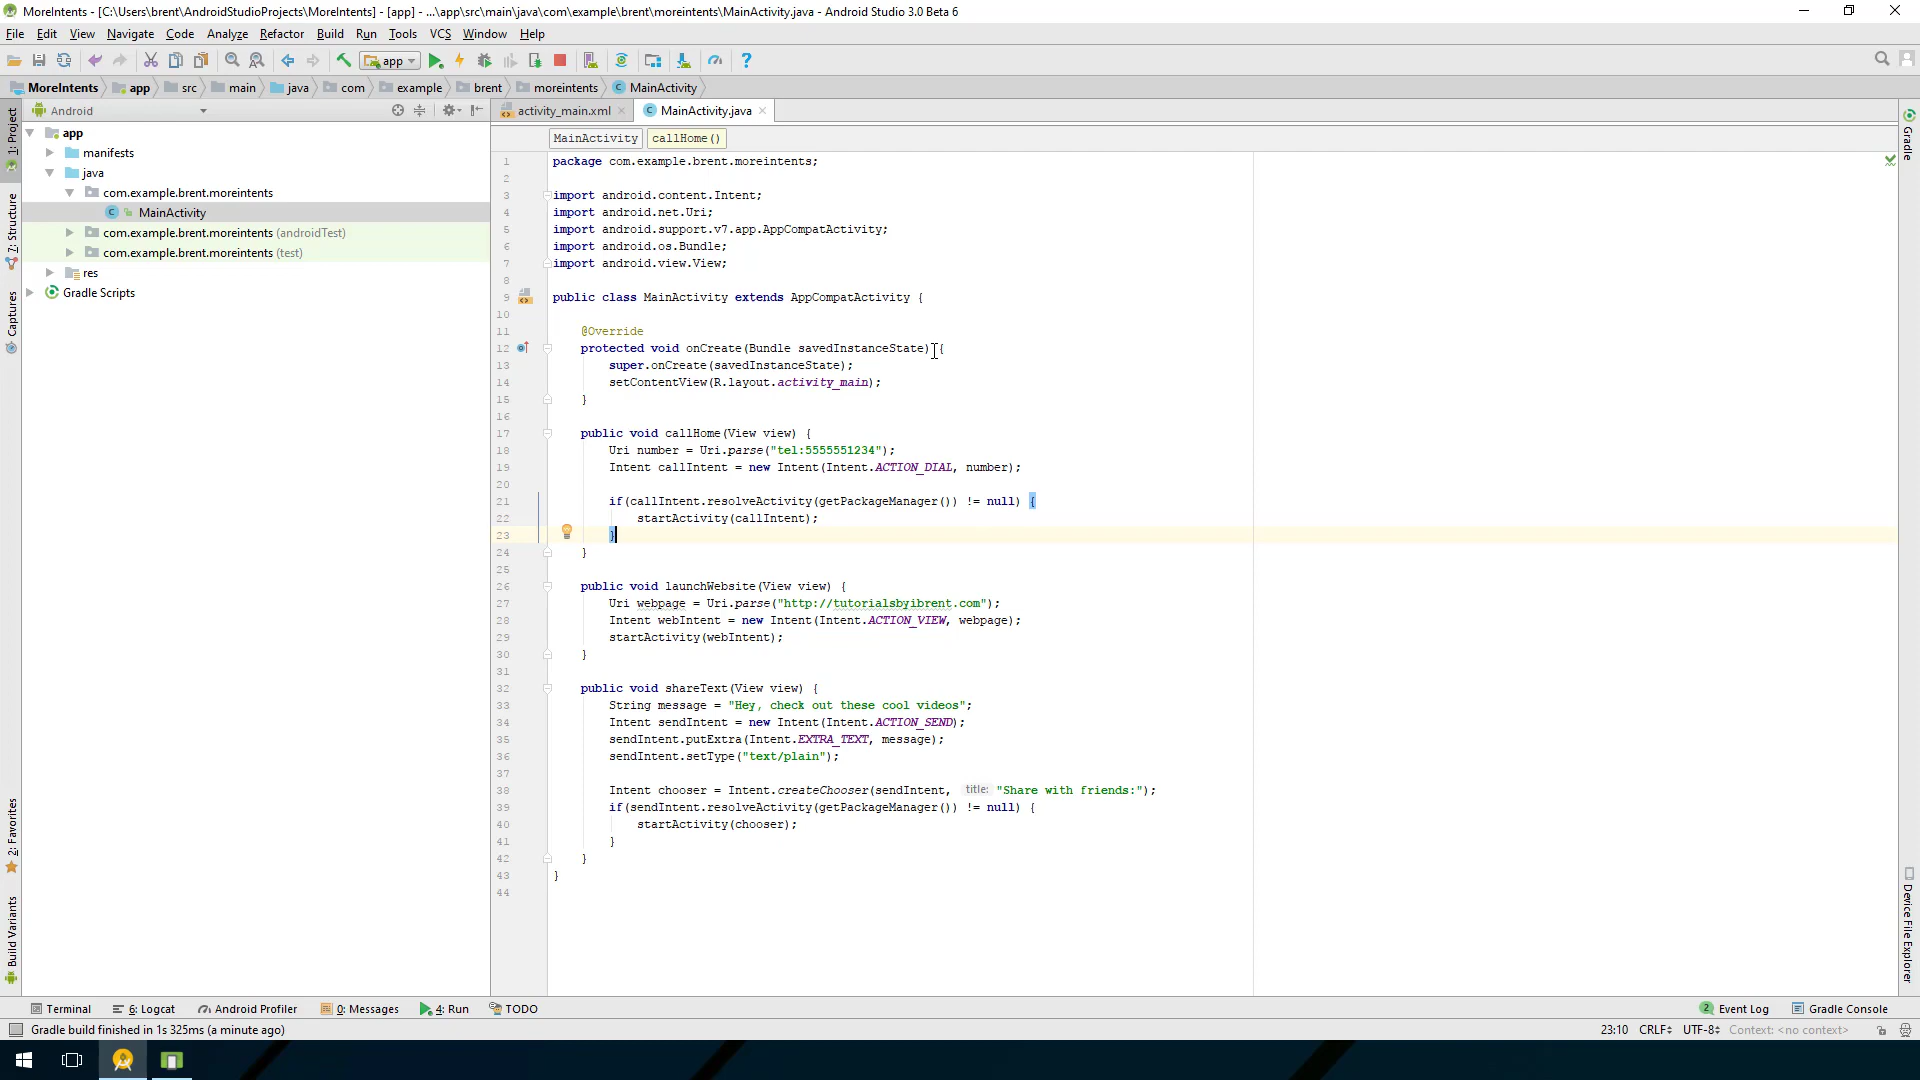 MoreIntents - [C:\Users\brent\AndroidStudioProjects\MoreIntents] - [app] - ...\app\src\main\java\com\example\brent\moreintents\MainActivity.java - Android Studio 3.0 Beta 6
File Edit View Navigate Code Analyze Refactor Build Run Tools VCS Window Help
app
MoreIntents app src main java com example brent moreintents MainActivity
Android
activity_main.xml MainActivity.java
MainActivity callHome()
1: Project
7: Structure
Captures
2: Favorites
Build Variants
app
manifests
java
com.example.brent.moreintents
MainActivity
com.example.brent.moreintents (androidTest)
com.example.brent.moreintents (test)
res
Gradle Scripts
1 package com.example.brent.moreintents;
2
3 import android.content.Intent;
4 import android.net.Uri;
5 import android.support.v7.app.AppCompatActivity;
6 import android.os.Bundle;
7 import android.view.View;
8
9 public class MainActivity extends AppCompatActivity {
10
11 @Override
12 protected void onCreate(Bundle savedInstanceState) {
13 super.onCreate(savedInstanceState);
14 setContentView(R.layout.activity_main);
15 }
16
17 public void callHome(View view) {
18 Uri number = Uri.parse("tel:5555551234");
19 Intent callIntent = new Intent(Intent.ACTION_DIAL, number);
20
21 if(callIntent.resolveActivity(getPackageManager()) != null) {
22 startActivity(callIntent);
23 }
24 }
25
26 public void launchWebsite(View view) {
27 Uri webpage = Uri.parse("http://tutorialsbyibrent.com");
28 Intent webIntent = new Intent(Intent.ACTION_VIEW, webpage);
29 startActivity(webIntent);
30 }
31
32 public void shareText(View view) {
33 String message = "Hey, check out these cool videos";
34 Intent sendIntent = new Intent(Intent.ACTION_SEND);
35 sendIntent.putExtra(Intent.EXTRA_TEXT, message);
36 sendIntent.setType("text/plain");
37
38 Intent chooser = Intent.createChooser(sendIntent, title: "Share with friends:");
39 if(sendIntent.resolveActivity(getPackageManager()) != null) {
40 startActivity(chooser);
41 }
42 }
43 }
44
Gradle
Device File Explorer
Terminal 6: Logcat Android Profiler 0: Messages 4: Run TODO 2 Event Log Gradle Console
Gradle build finished in 1s 325ms (a minute ago) 23:10 CRLF UTF-8 Context: <no context>